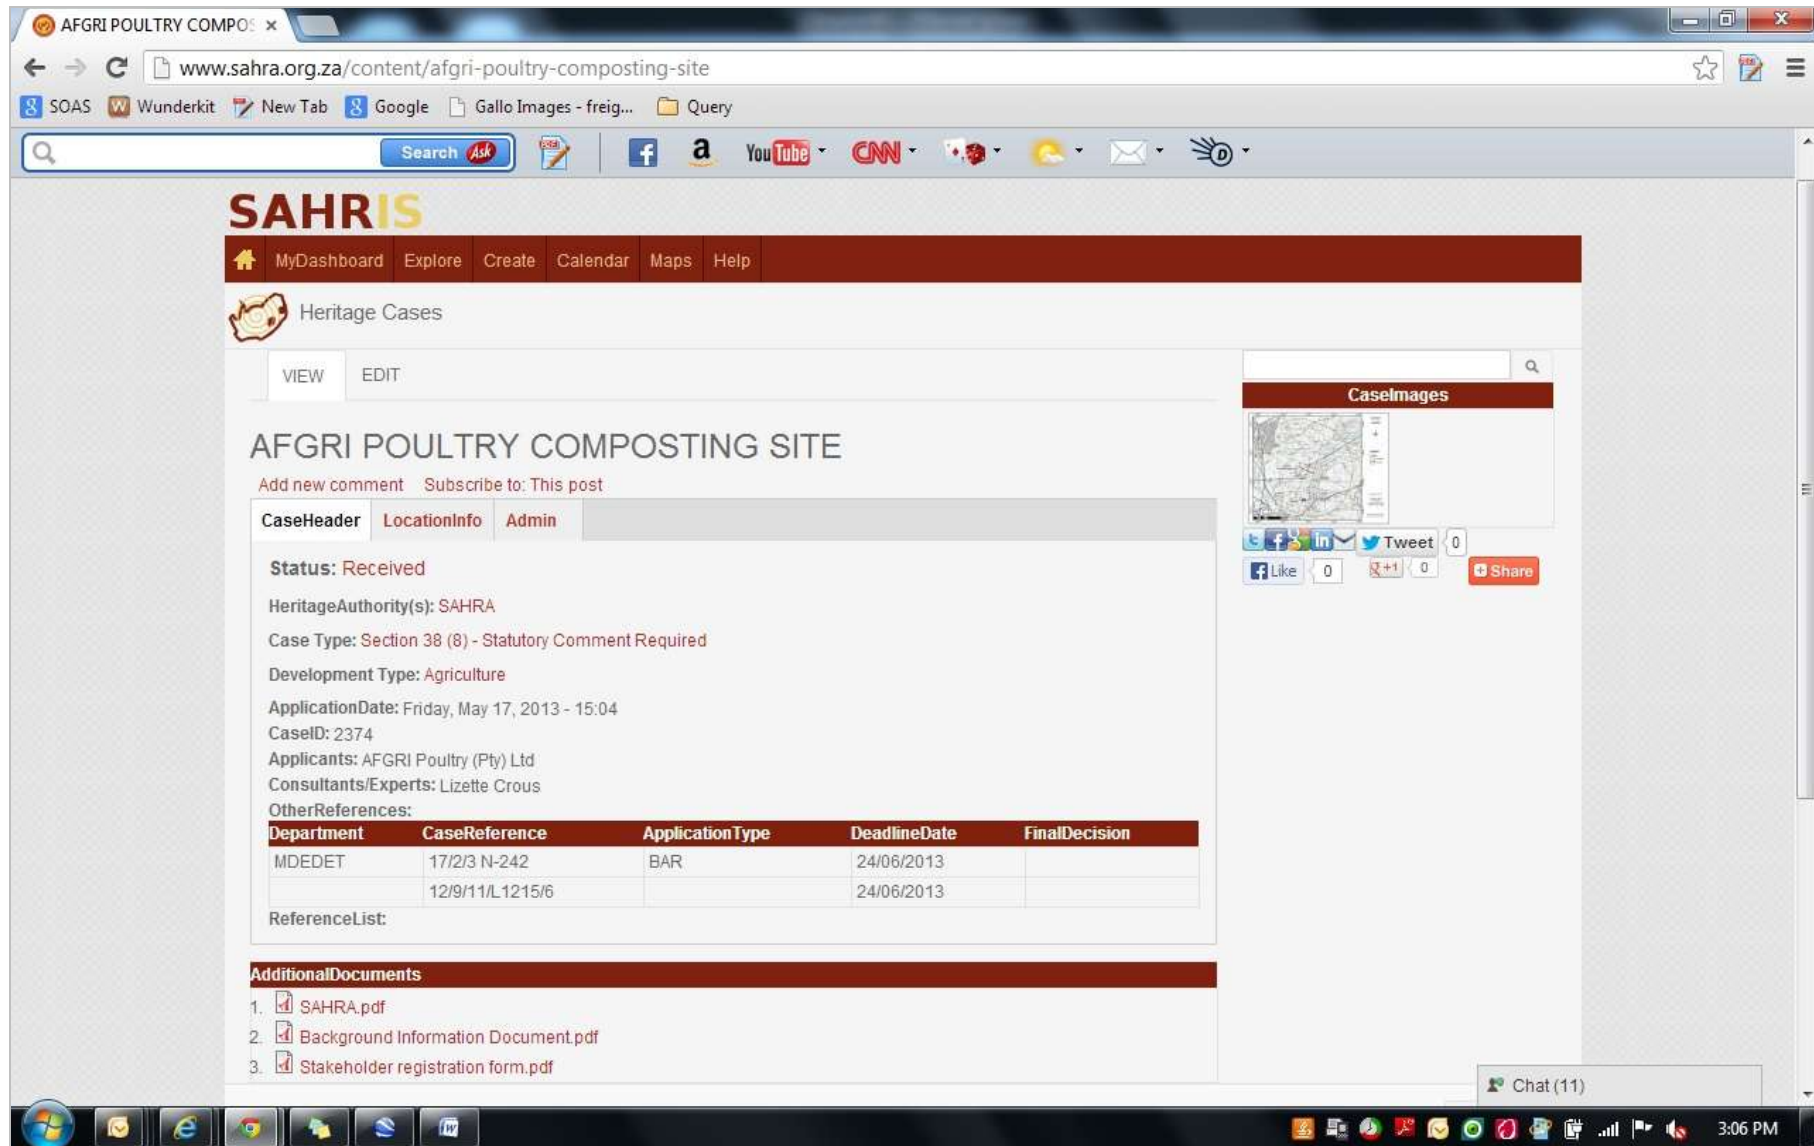 AFGRI POULTRY COMPOS
www.sahra.org.za/content/afgri-poultry-composting-site
SOAS Wunderkit New Tab Google Gallo Images - freig... Query
Search Ask a YouTube CNN
SAHRIS
MyDashboard Explore Create Calendar Maps Help
Heritage Cases
VIEW EDIT
CaseImages
AFGRI POULTRY COMPOSTING SITE
Add new comment Subscribe to: This post
CaseHeader LocationInfo Admin
Tweet 0
Like 0 +1 0 Share
Status: Received
HeritageAuthority(s): SAHRA
Case Type: Section 38 (8) - Statutory Comment Required
Development Type: Agriculture
ApplicationDate: Friday, May 17, 2013 - 15:04
CaseID: 2374
Applicants: AFGRI Poultry (Pty) Ltd
Consultants/Experts: Lizette Crous
OtherReferences:
Department CaseReference ApplicationType DeadlineDate FinalDecision
MDEDET 17/2/3 N-242 BAR 24/06/2013
12/9/11/L1215/6 24/06/2013
ReferenceList:
AdditionalDocuments
1. SAHRA.pdf
2. Background Information Document.pdf
3. Stakeholder registration form.pdf
Chat (11)
3:06 PM